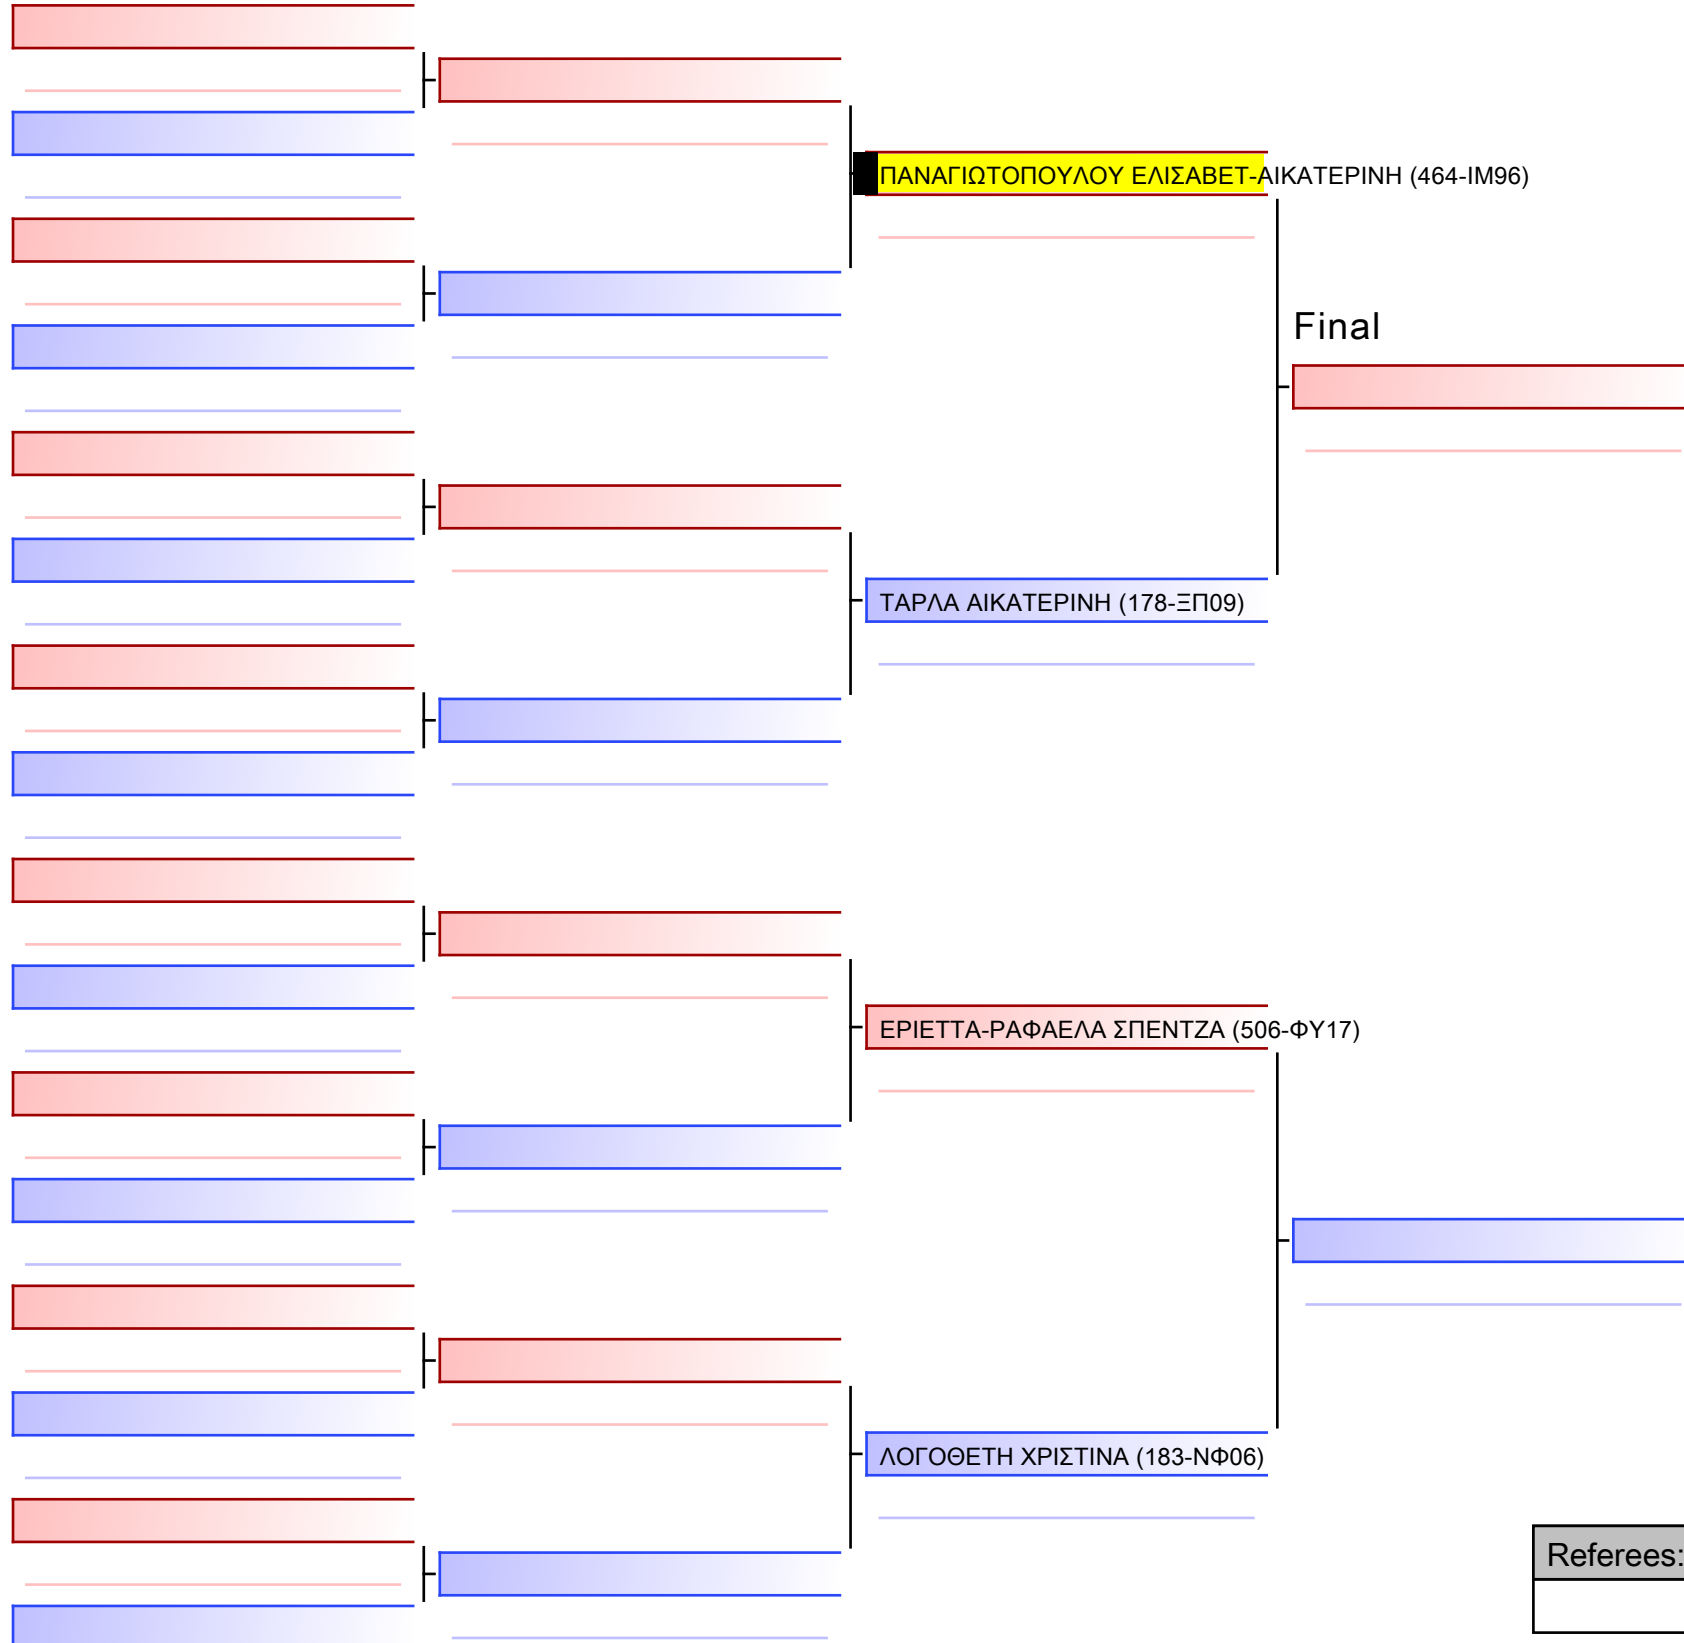 ΠΑΝΑΓΙΩΤΟΠΟΥΛΟΥ ΕΛΙΣΑΒΕΤ-ΑΙΚΑΤΕΡΙΝΗ (464-ΙΜ96)
Final
ΤΑΡΛΑ ΑΙΚΑΤΕΡΙΝΗ (178-ΞΠ09)
ΕΡΙΕΤΤΑ-ΡΑΦΑΕΛΑ ΣΠΕΝΤΖΑ (506-ΦΥ17)
ΛΟΓΟΘΕΤΗ ΧΡΙΣΤΙΝΑ (183-ΝΦ06)
Referees: